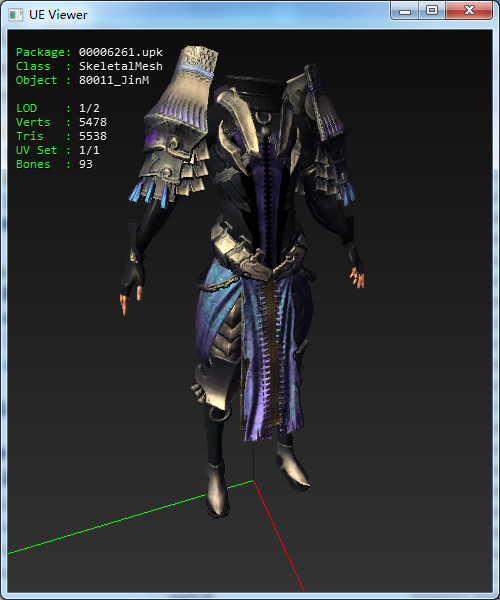 UE Viewer
Package: 00006261.upk
Class : SkeletalMesh
Object : 80011_JinM
LOD : 1/2
Verts : 5478
Tris : 5538
UV Set : 1/1
Bones : 93